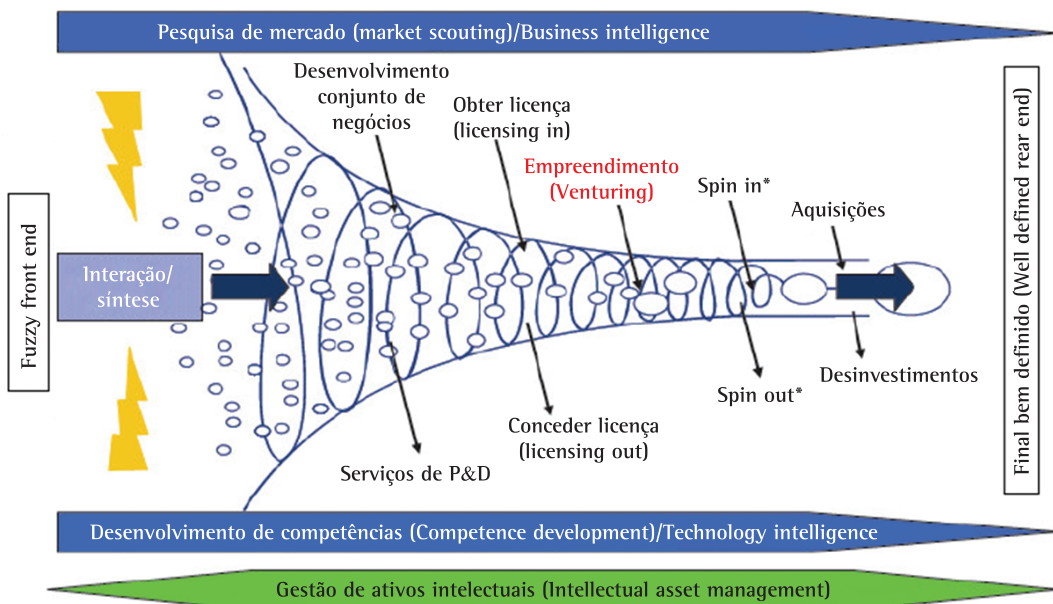 Pesquisa de mercado (market scouting)/Business intelligence
Fuzzy front end
Interação/
síntese
Desenvolvimento
conjunto de
negócios
Obter licença
(licensing in)
Empreendimento
(Venturing)
Spin in*
Aquisições
Serviços de P&D
Conceder licença
(licensing out)
Spin out*
Desinvestimentos
Final bem definido (Well defined rear end)
Desenvolvimento de competências (Competence development)/Technology intelligence
Gestão de ativos intelectuais (Intellectual asset management)